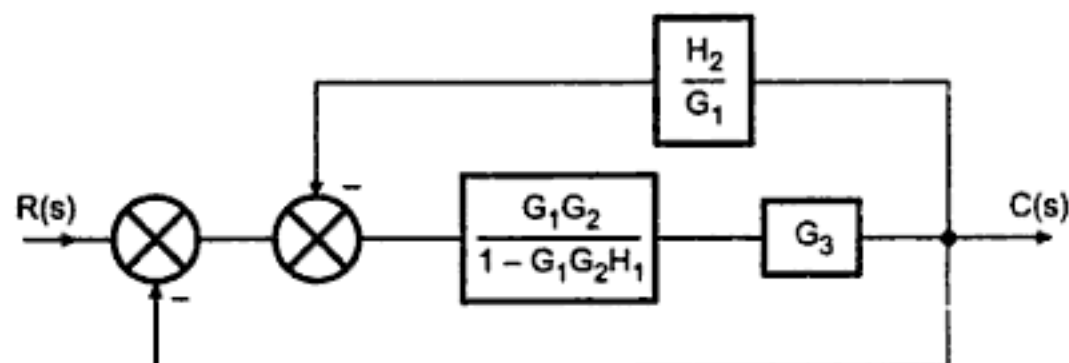 H₂
G₁
−
R(s)
G₁G₂
1 − G₁G₂H₁
G₃
C(s)
−